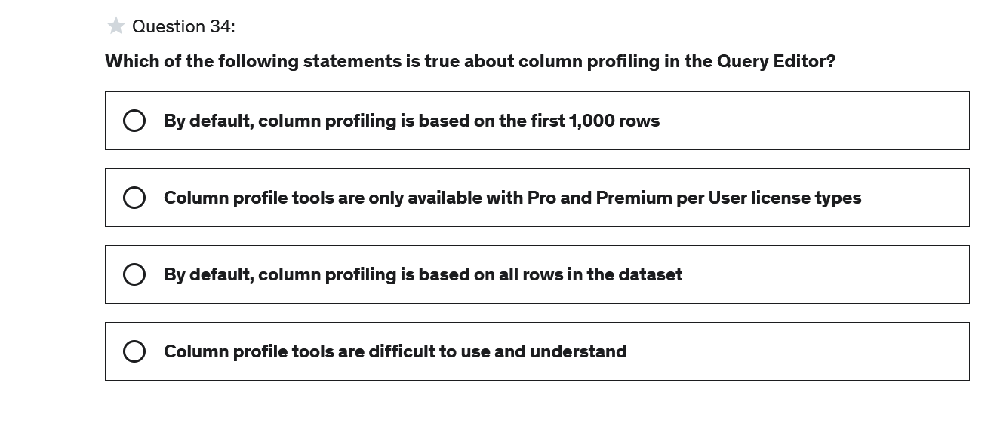 Question 34:
Which of the following statements is true about column profiling in the Query Editor?
By default, column profiling is based on the first 1,000 rows
Column profile tools are only available with Pro and Premium per User license types
By default, column profiling is based on all rows in the dataset
Column profile tools are difficult to use and understand